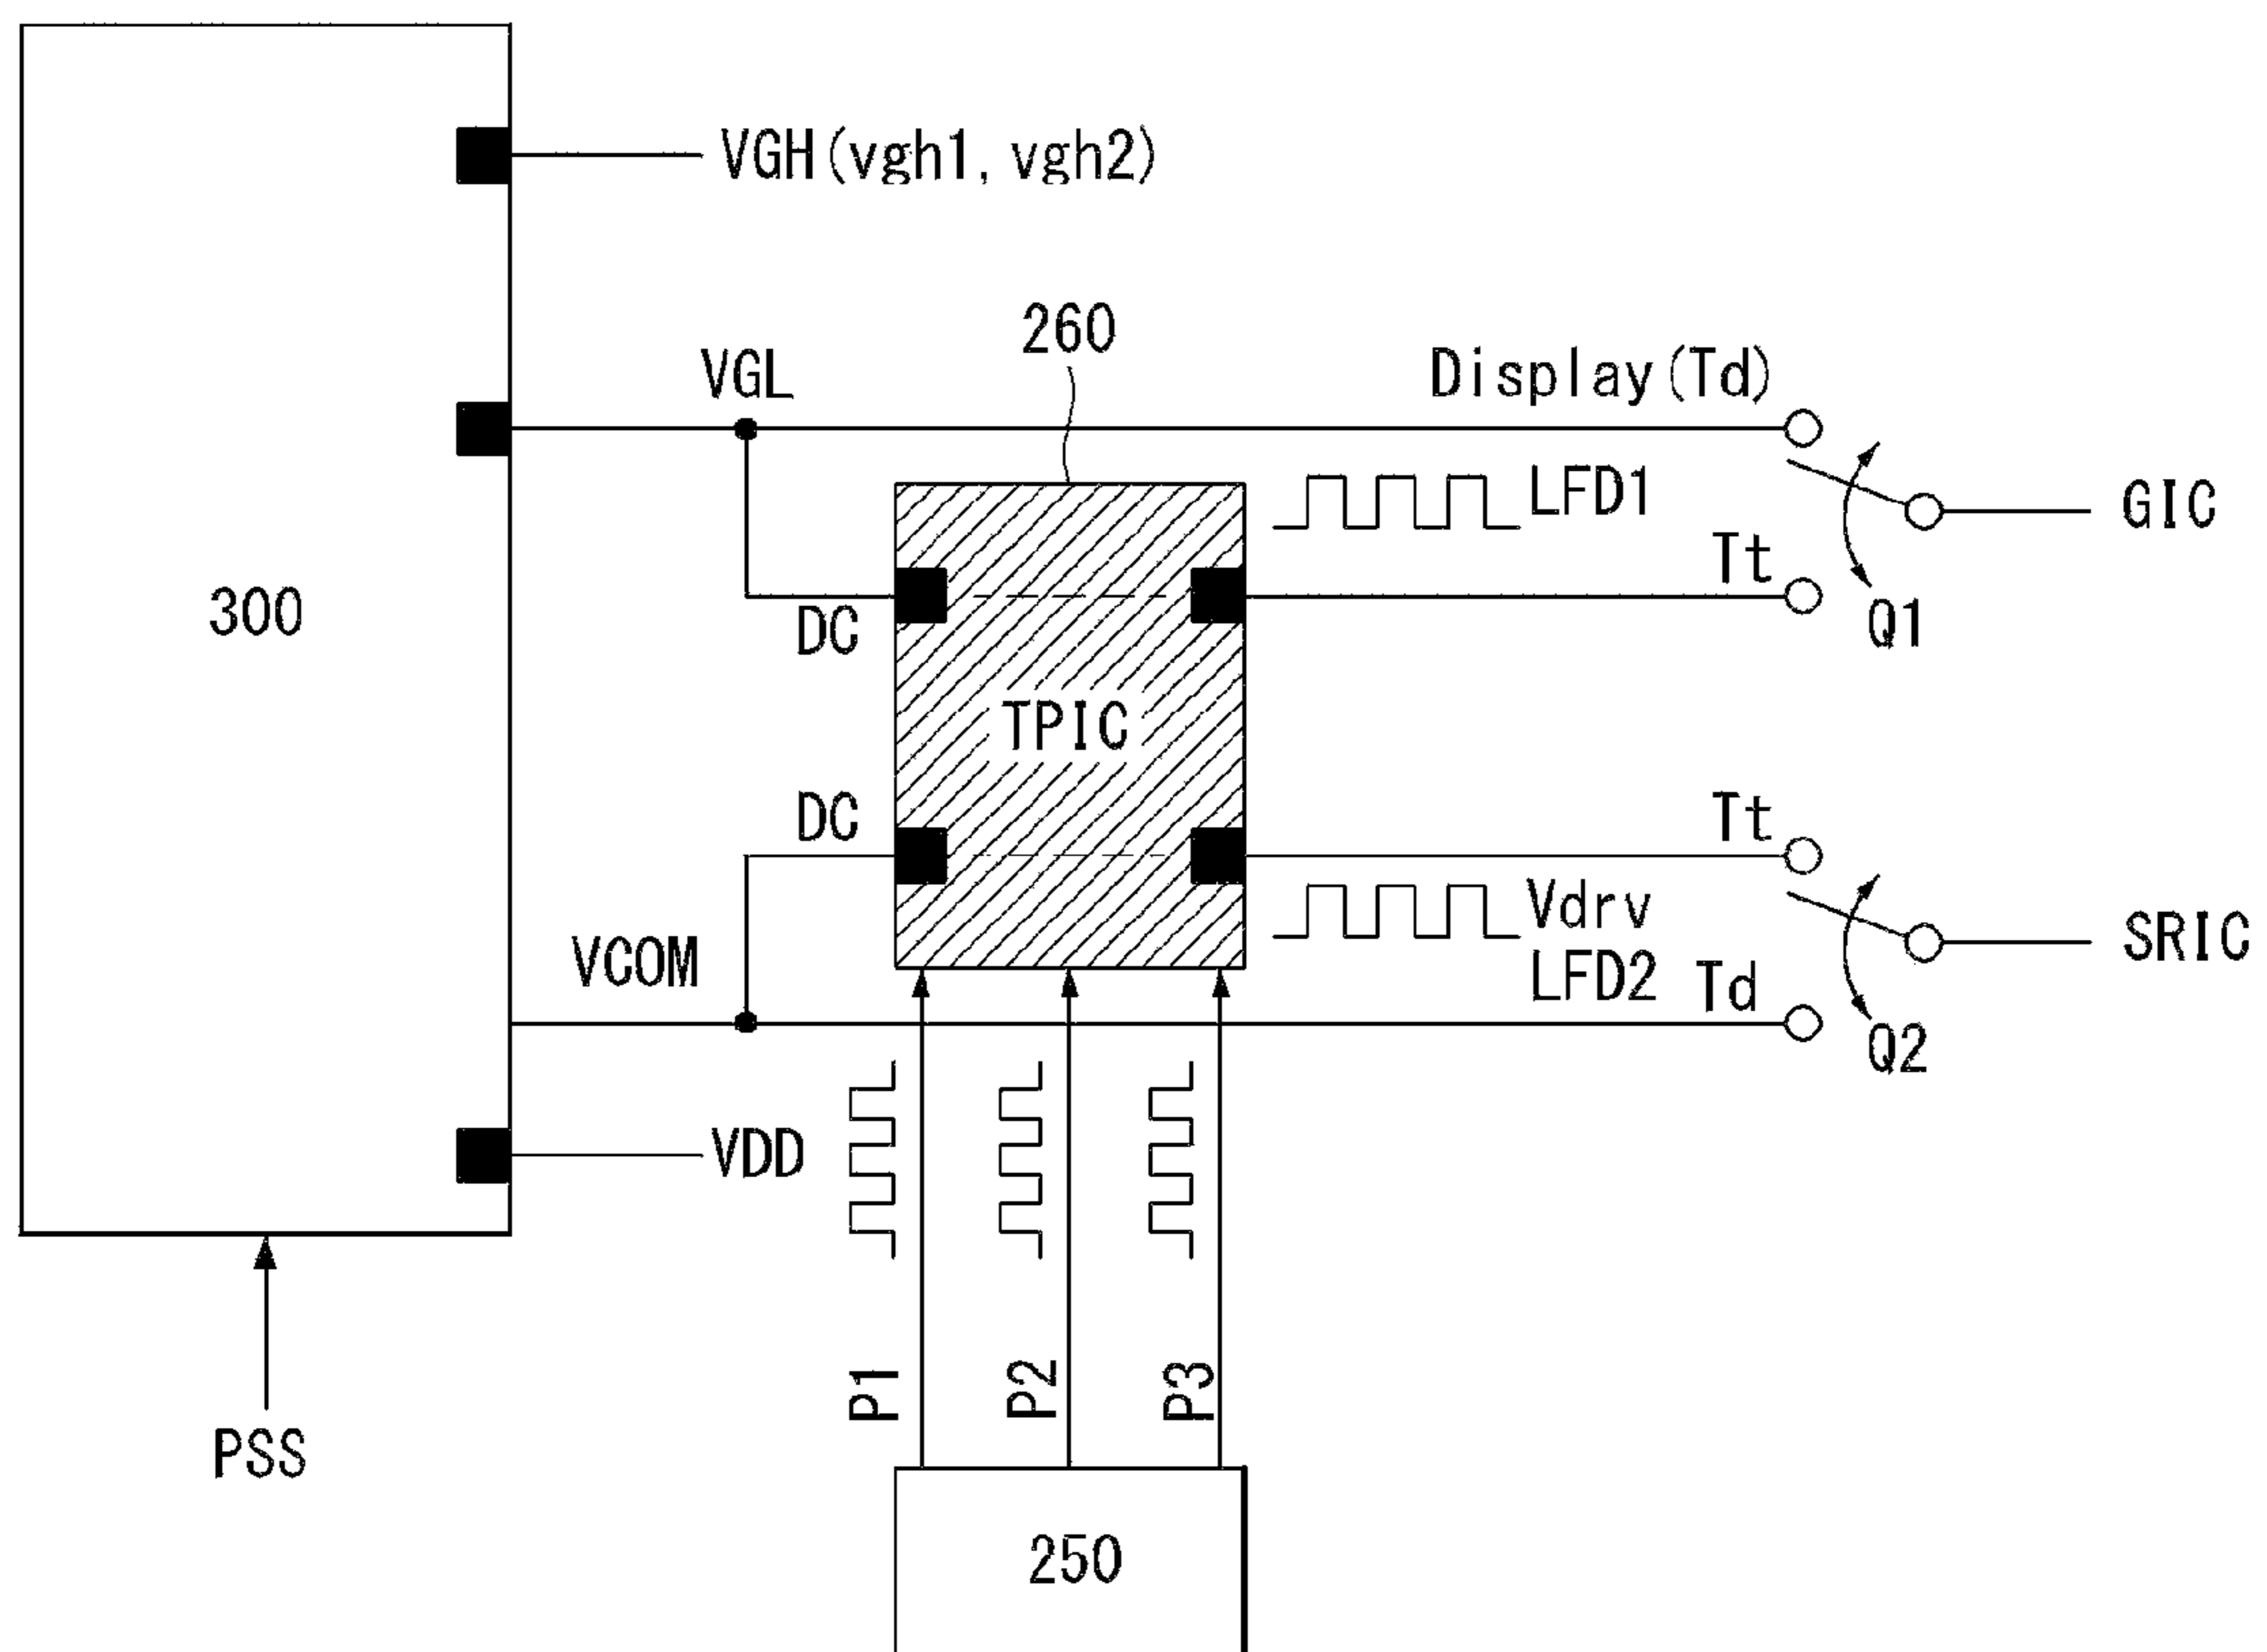 VGH(vgh1, vgh2)
260
VGL
Display(Td)
LFD1
GIC
Tt
300
DC
Q1
TPIC
DC
Tt
Vdrv
SRIC
VCOM
LFD2
Td
Q2
VDD
P1
P2
P3
PSS
250